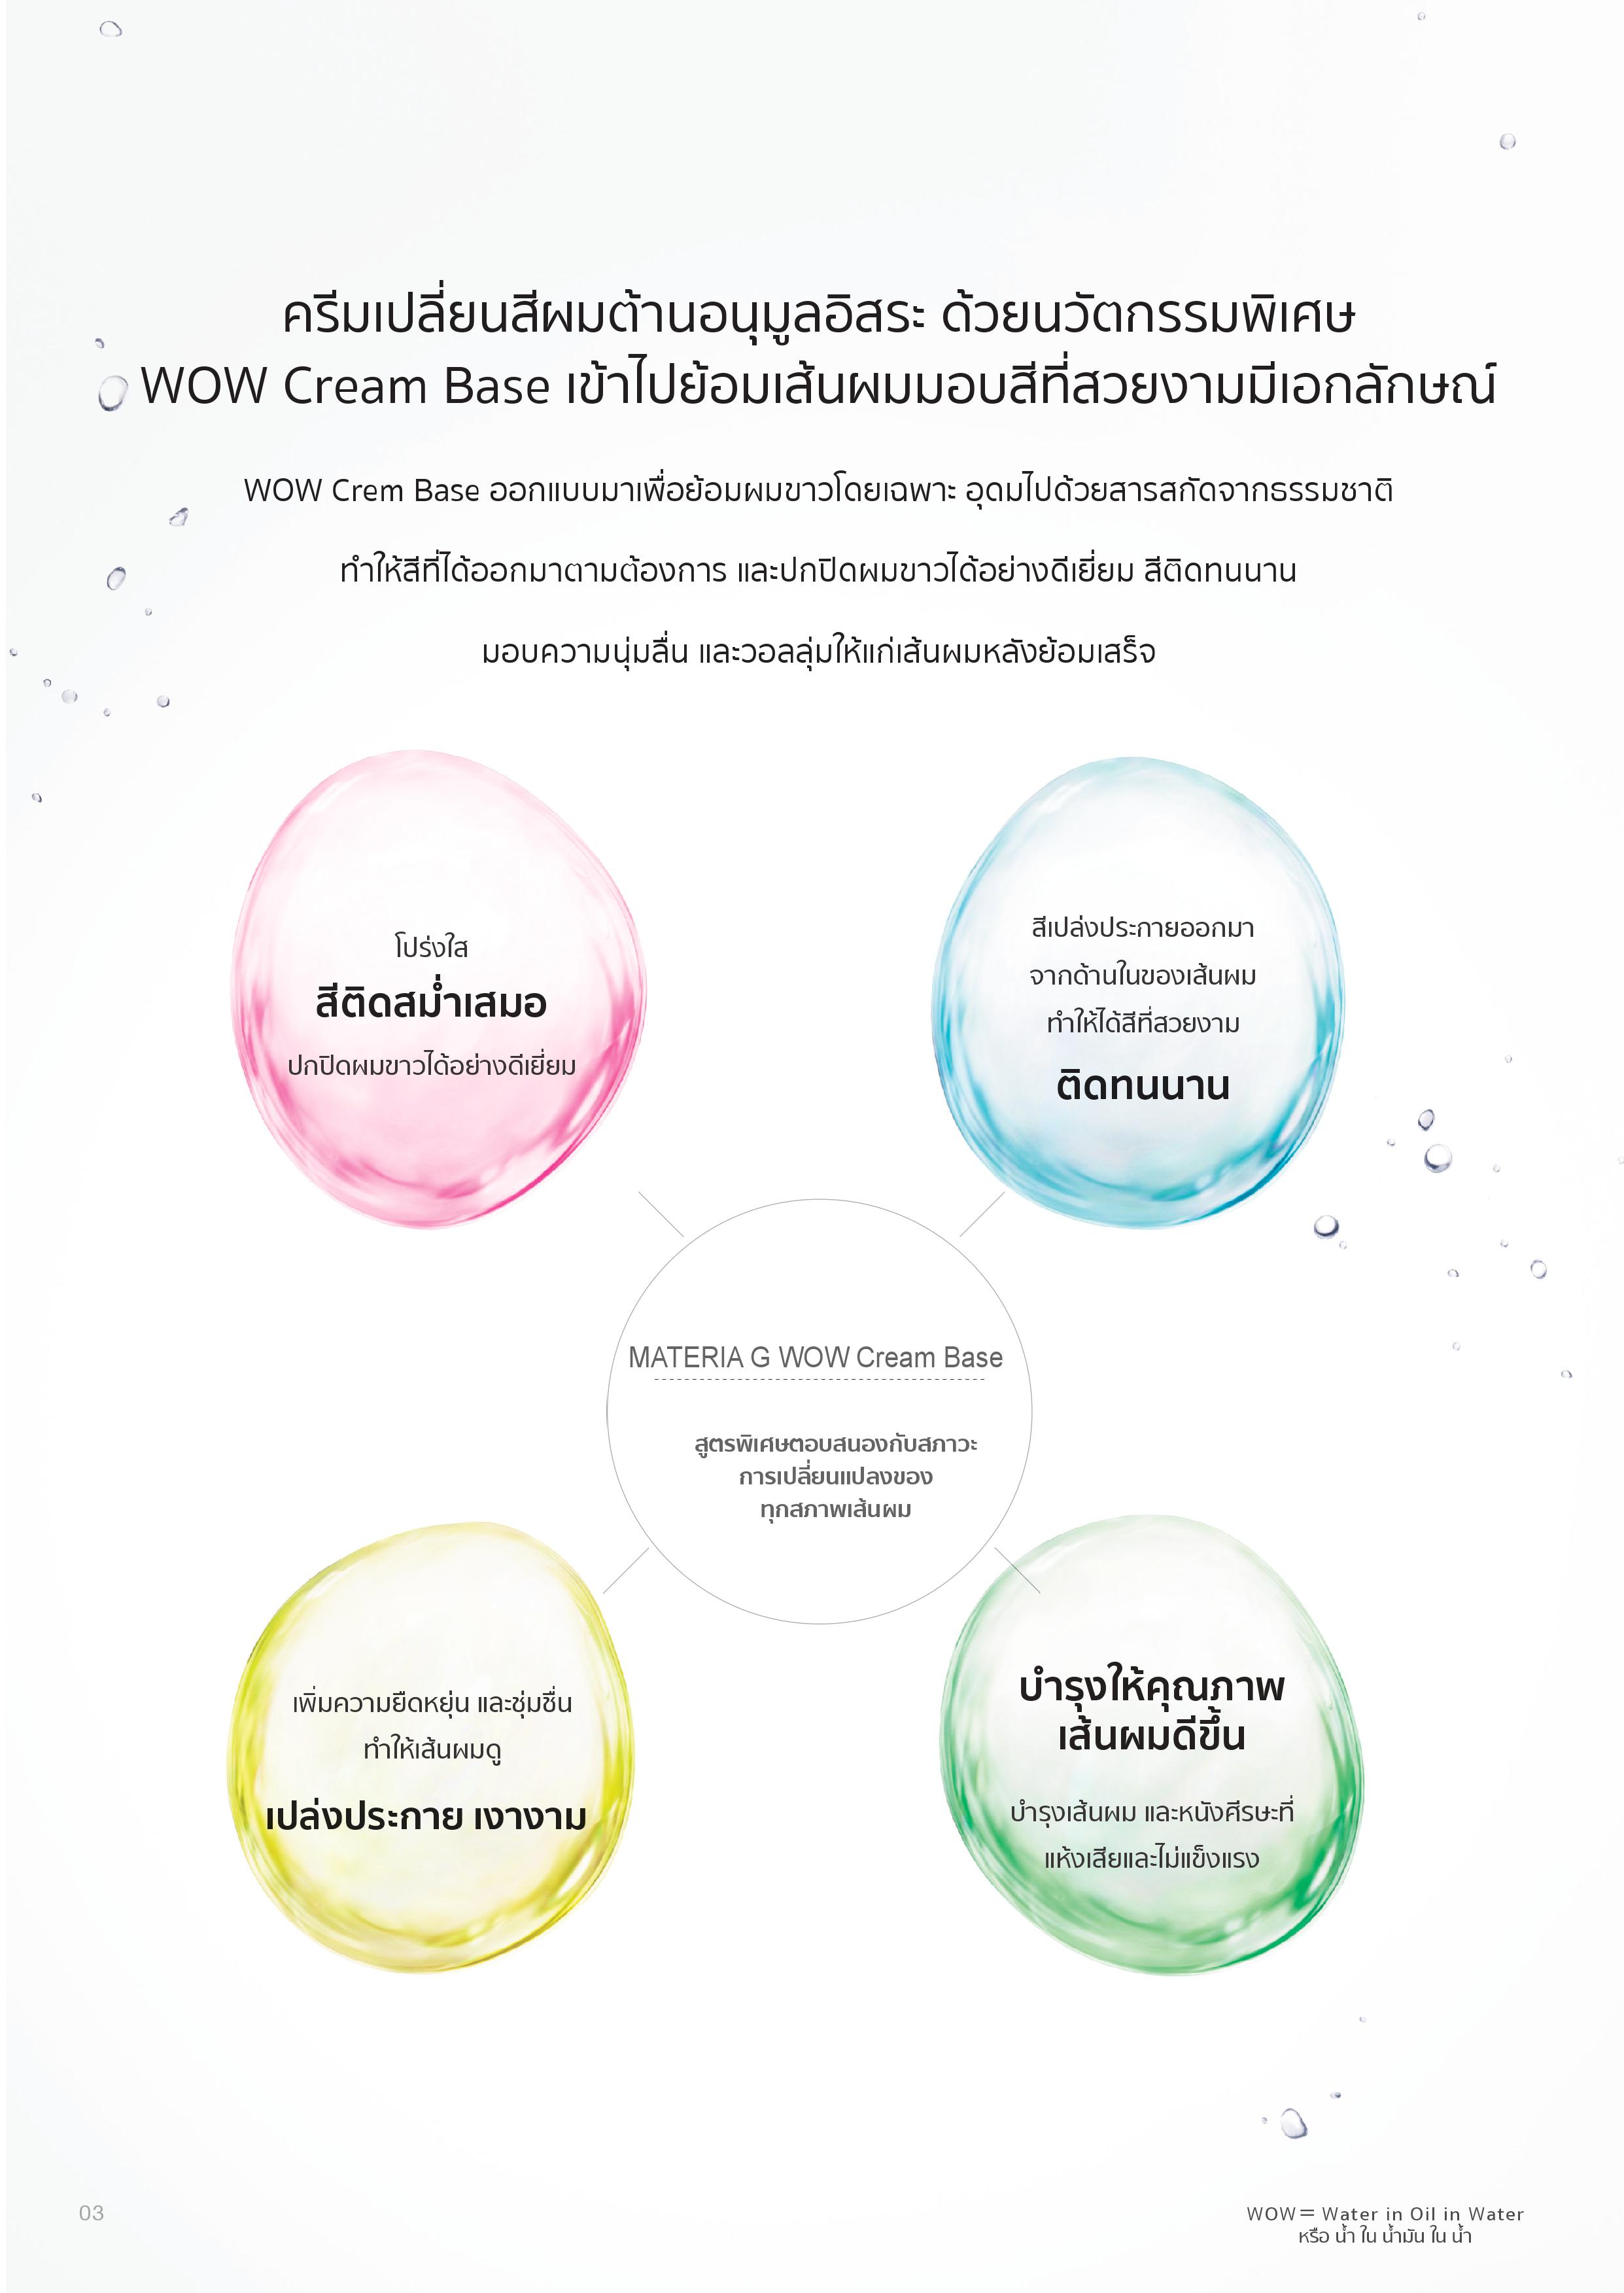 ครีมเปลี่ยนสีผมต้านอนุมูลอิสระ ด้วยนวัตกรรมพิเศษ
WOW Cream Base เข้าไปย้อมเส้นผมมอบสีที่สวยงามมีเอกลักษณ์
WOW Crem Base ออกแบบมาเพื่อย้อมผมขาวโดยเฉพาะ อุดมไปด้วยสารสกัดจากธรรมชาติ
ทำให้สีที่ได้ออกมาตามต้องการ และปกปิดผมขาวได้อย่างดีเยี่ยม สีติดทนนาน
มอบความนุ่มลื่น และวอลลุ่มให้แก่เส้นผมหลังย้อมเสร็จ
โปร่งใส
สีติดสม่ำเสมอ
ปกปิดผมขาวได้อย่างดีเยี่ยม
สีเปล่งประกายออกมา
จากด้านในของเส้นผม
ทำให้ได้สีที่สวยงาม
ติดทนนาน
MATERIA G WOW Cream Base
สูตรพิเศษตอบสนองกับสภาวะ
การเปลี่ยนแปลงของ
ทุกสภาพเส้นผม
เพิ่มความยืดหยุ่น และชุ่มชื่น
ทำให้เส้นผมดู
เปล่งประกาย เงางาม
บำรุงให้คุณภาพ
เส้นผมดีขึ้น
บำรุงเส้นผม และหนังศีรษะที่
แห้งเสียและไม่แข็งแรง
03
WOW＝ Water in Oil in Water
หรือ น้ำ ใน น้ำมัน ใน น้ำ